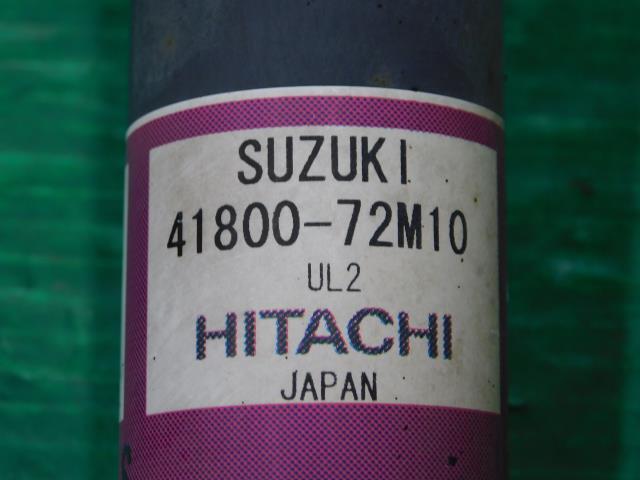 SUZUKI
41800-72M10
UL2
HITACHI
JAPAN